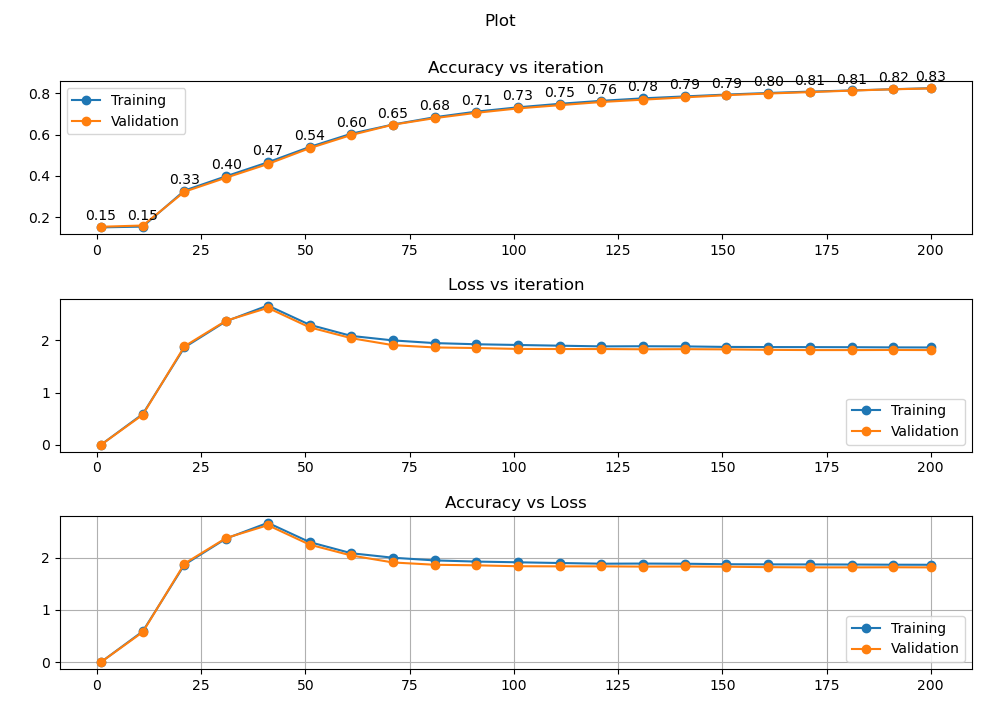 Plot
Accuracy vs iteration
0.15 0.15 0.33 0.40 0.47 0.54 0.60 0.65 0.68 0.71 0.73 0.75 0.76 0.78 0.79 0.79 0.80 0.81 0.81 0.82 0.83
Training
Validation
0.8
0.6
0.4
0.2
0 25 50 75 100 125 150 175 200
Loss vs iteration
2
1
0
Training
Validation
0 25 50 75 100 125 150 175 200
Accuracy vs Loss
2
1
0
Training
Validation
0 25 50 75 100 125 150 175 200